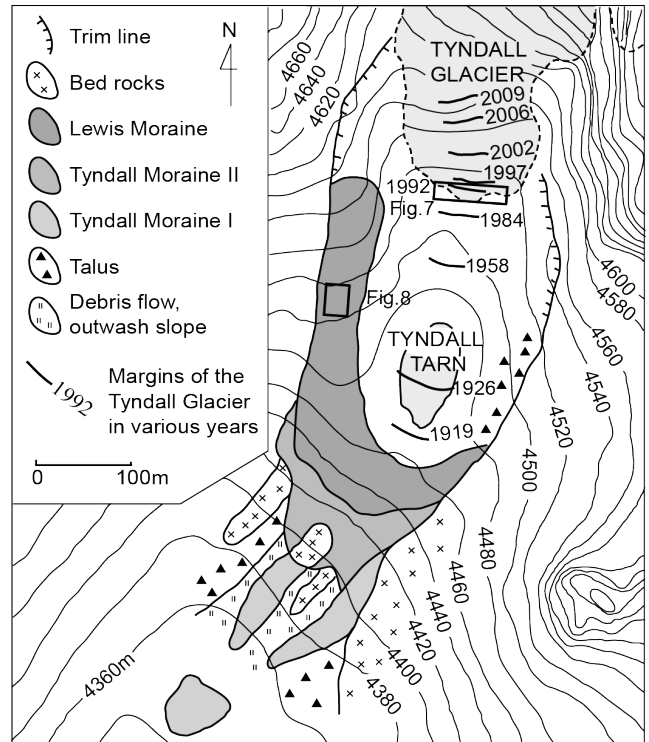 Trim line
Bed rocks
Lewis Moraine
Tyndall Moraine II
Tyndall Moraine I
Talus
Debris flow,
outwash slope
1992
Margins of the
Tyndall Glacier
in various years
0
100m
N
4660
4640
4620
TYNDALL
GLACIER
2009
2006
2002
1997
1992
Fig.7
1984
1958
Fig.8
TYNDALL
TARN
1926
1919
4600
4580
4560
4540
4520
4500
4480
4460
4440
4420
4400
4380
4360m